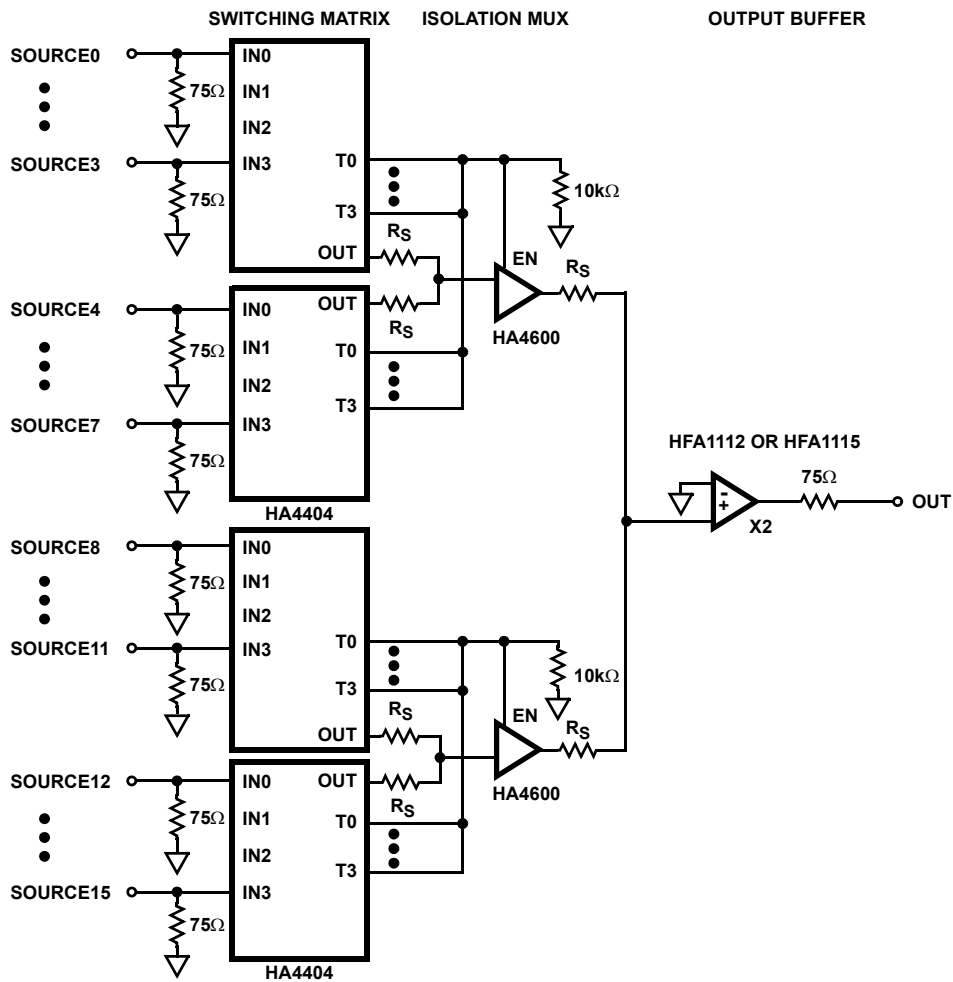 SWITCHING MATRIX
ISOLATION MUX
OUTPUT BUFFER
SOURCE0
75Ω
IN0
IN1
IN2
SOURCE3
75Ω
IN3
T0
T3
OUT
RS
10kΩ
EN
RS
HA4600
SOURCE4
75Ω
IN0
IN1
IN2
SOURCE7
75Ω
IN3
OUT
RS
T0
T3
HA4404
HFA1112 OR HFA1115
-
+
X2
75Ω
OUT
SOURCE8
75Ω
IN0
IN1
IN2
SOURCE11
75Ω
IN3
T0
T3
OUT
RS
10kΩ
EN
RS
HA4600
SOURCE12
75Ω
IN0
IN1
IN2
SOURCE15
75Ω
IN3
OUT
RS
T0
T3
HA4404